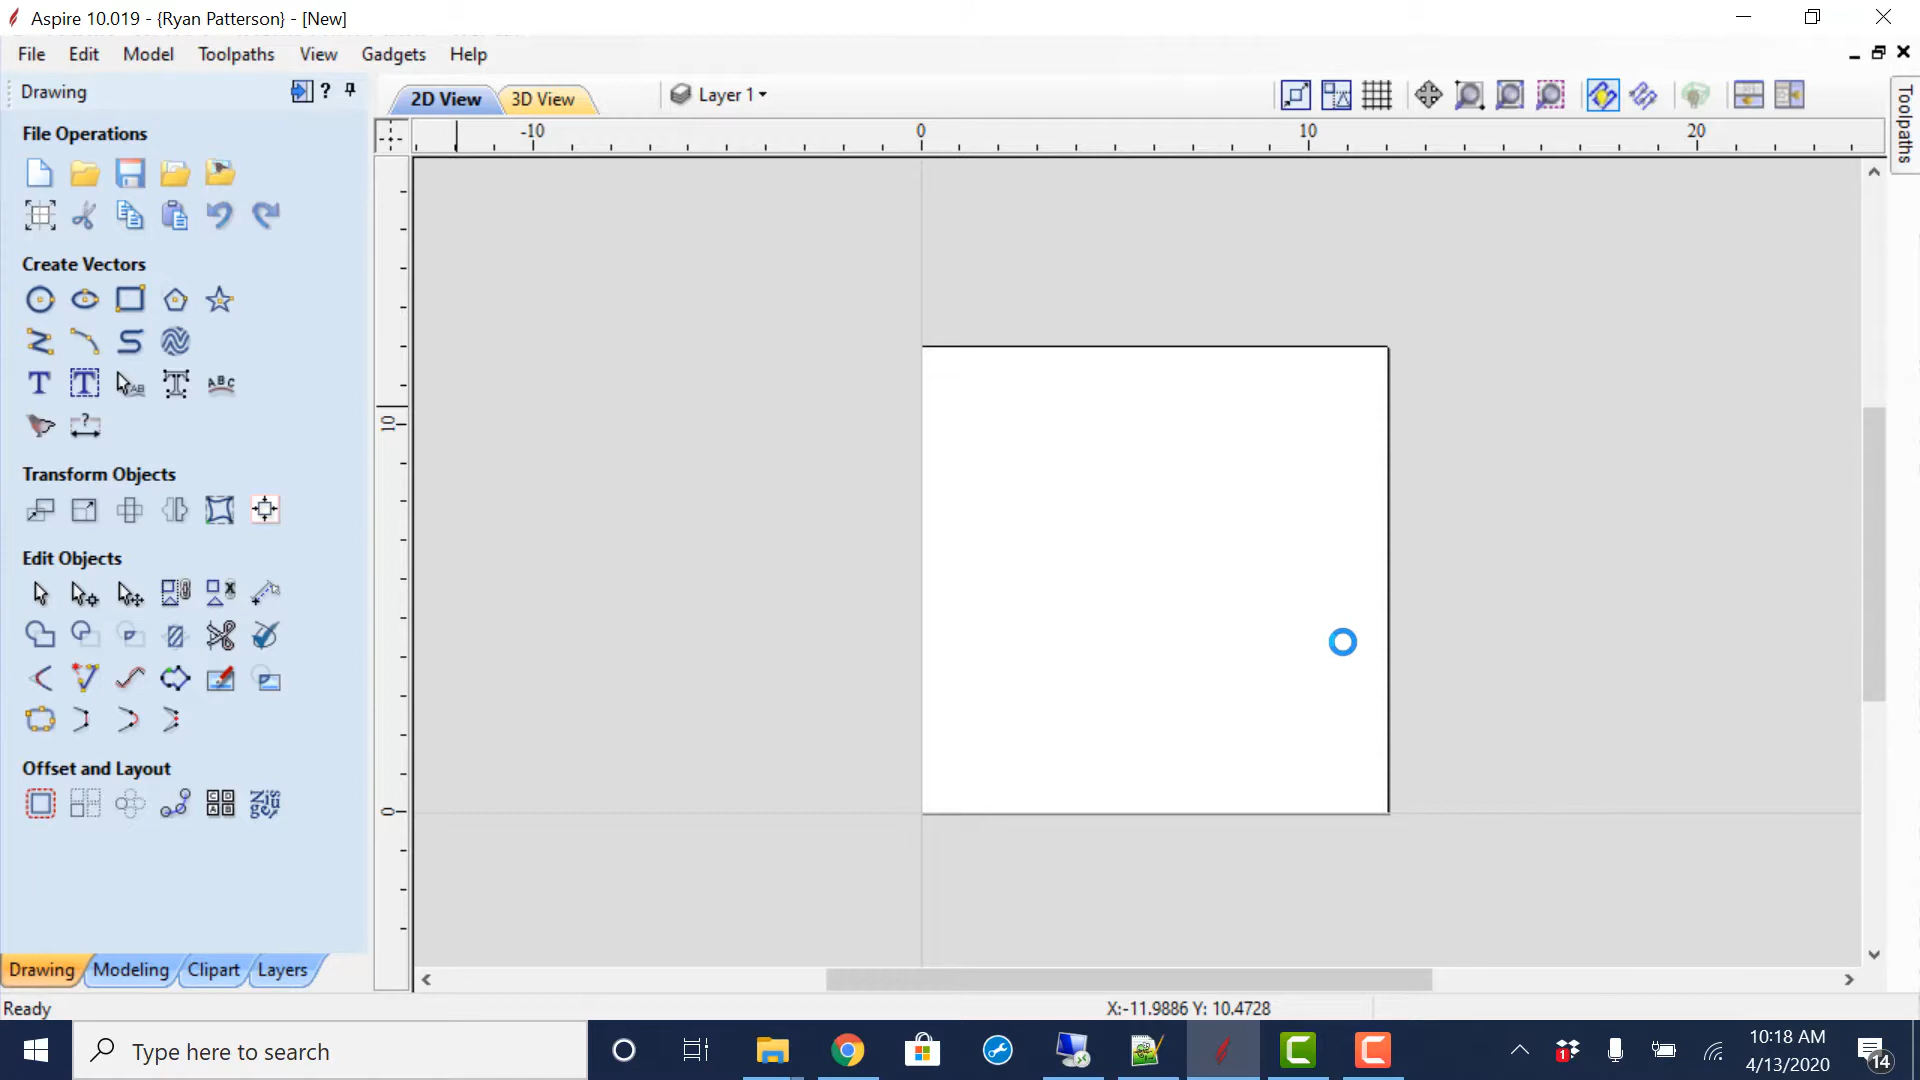 Aspire 10.019 - {Ryan Patterson} - [New]
File Edit Model Toolpaths View Gadgets Help
Drawing
2D View
3D View
Layer 1
Toolpaths
File Operations
-10 0 10 20
Create Vectors
10
0
Transform Objects
Edit Objects
Offset and Layout
Drawing Modeling Clipart Layers
Ready
X:-11.9886 Y: 10.4728
Type here to search
1
10:18 AM
4/13/2020
14